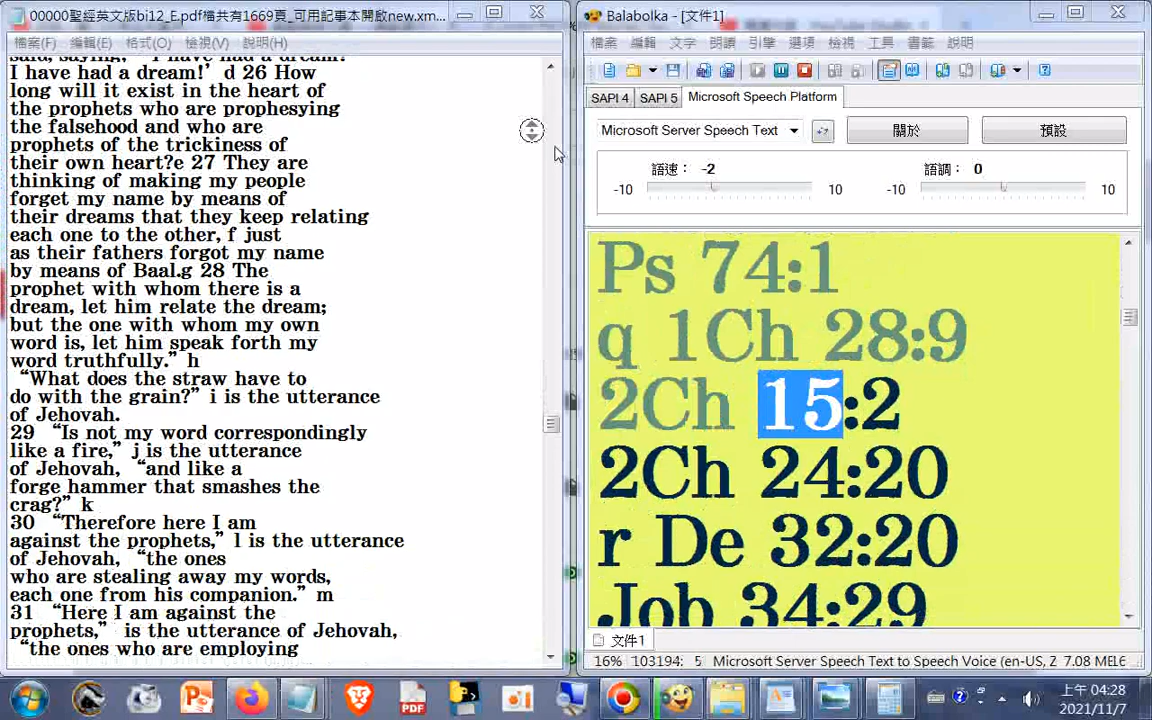 00000聖經英文版bi12_E.pdf檔共有1669頁_可用記事本開啟new.xm...
檔案(F) 編輯(E) 格式(O) 檢視(V) 說明(H)
said, saying, “I have had a dream!
I have had a dream!’ d 26 How
long will it exist in the heart of
the prophets who are prophesying
the falsehood and who are
prophets of the trickiness of
their own heart?e 27 They are
thinking of making my people
forget my name by means of
their dreams that they keep relating
each one to the other, f just
as their fathers forgot my name
by means of Baal.g 28 The
prophet with whom there is a
dream, let him relate the dream;
but the one with whom my own
word is, let him speak forth my
word truthfully.” h
“What does the straw have to
do with the grain?” i is the utterance
of Jehovah.
29 “Is not my word correspondingly
like a fire,” j is the utterance
of Jehovah, “and like a
forge hammer that smashes the
crag?” k
30 “Therefore here I am
against the prophets,” l is the utterance
of Jehovah, “the ones
who are stealing away my words,
each one from his companion.” m
31 “Here I am against the
prophets,” is the utterance of Jehovah,
“the ones who are employing
Balabolka - [文件1]
檔案 編輯 文字 朗讀 引擎 選項 檢視 工具 書籤 說明
SAPI 4 SAPI 5 Microsoft Speech Platform
Microsoft Server Speech Text 關於 預設
語速： -2 語調： 0
-10 10 -10 10
Ps 74:1
q 1Ch 28:9
2Ch 15:2
2Ch 24:20
r De 32:20
Job 34:29
文件1
16% 103194: 5 Microsoft Server Speech Text to Speech Voice (en-US, Z 7.08 МБ
上午 04:28
2021/11/7